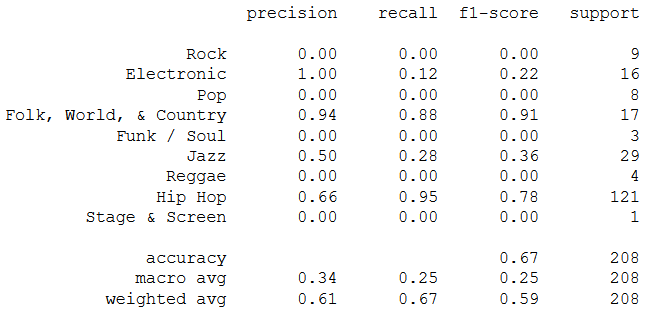 precision recall f1-score support
Rock 0.00 0.00 0.00 9
Electronic 1.00 0.12 0.22 16
Pop 0.00 0.00 0.00 8
Folk, World, & Country 0.94 0.88 0.91 17
Funk / Soul 0.00 0.00 0.00 3
Jazz 0.50 0.28 0.36 29
Reggae 0.00 0.00 0.00 4
Hip Hop 0.66 0.95 0.78 121
Stage & Screen 0.00 0.00 0.00 1
accuracy 0.67 208
macro avg 0.34 0.25 0.25 208
weighted avg 0.61 0.67 0.59 208